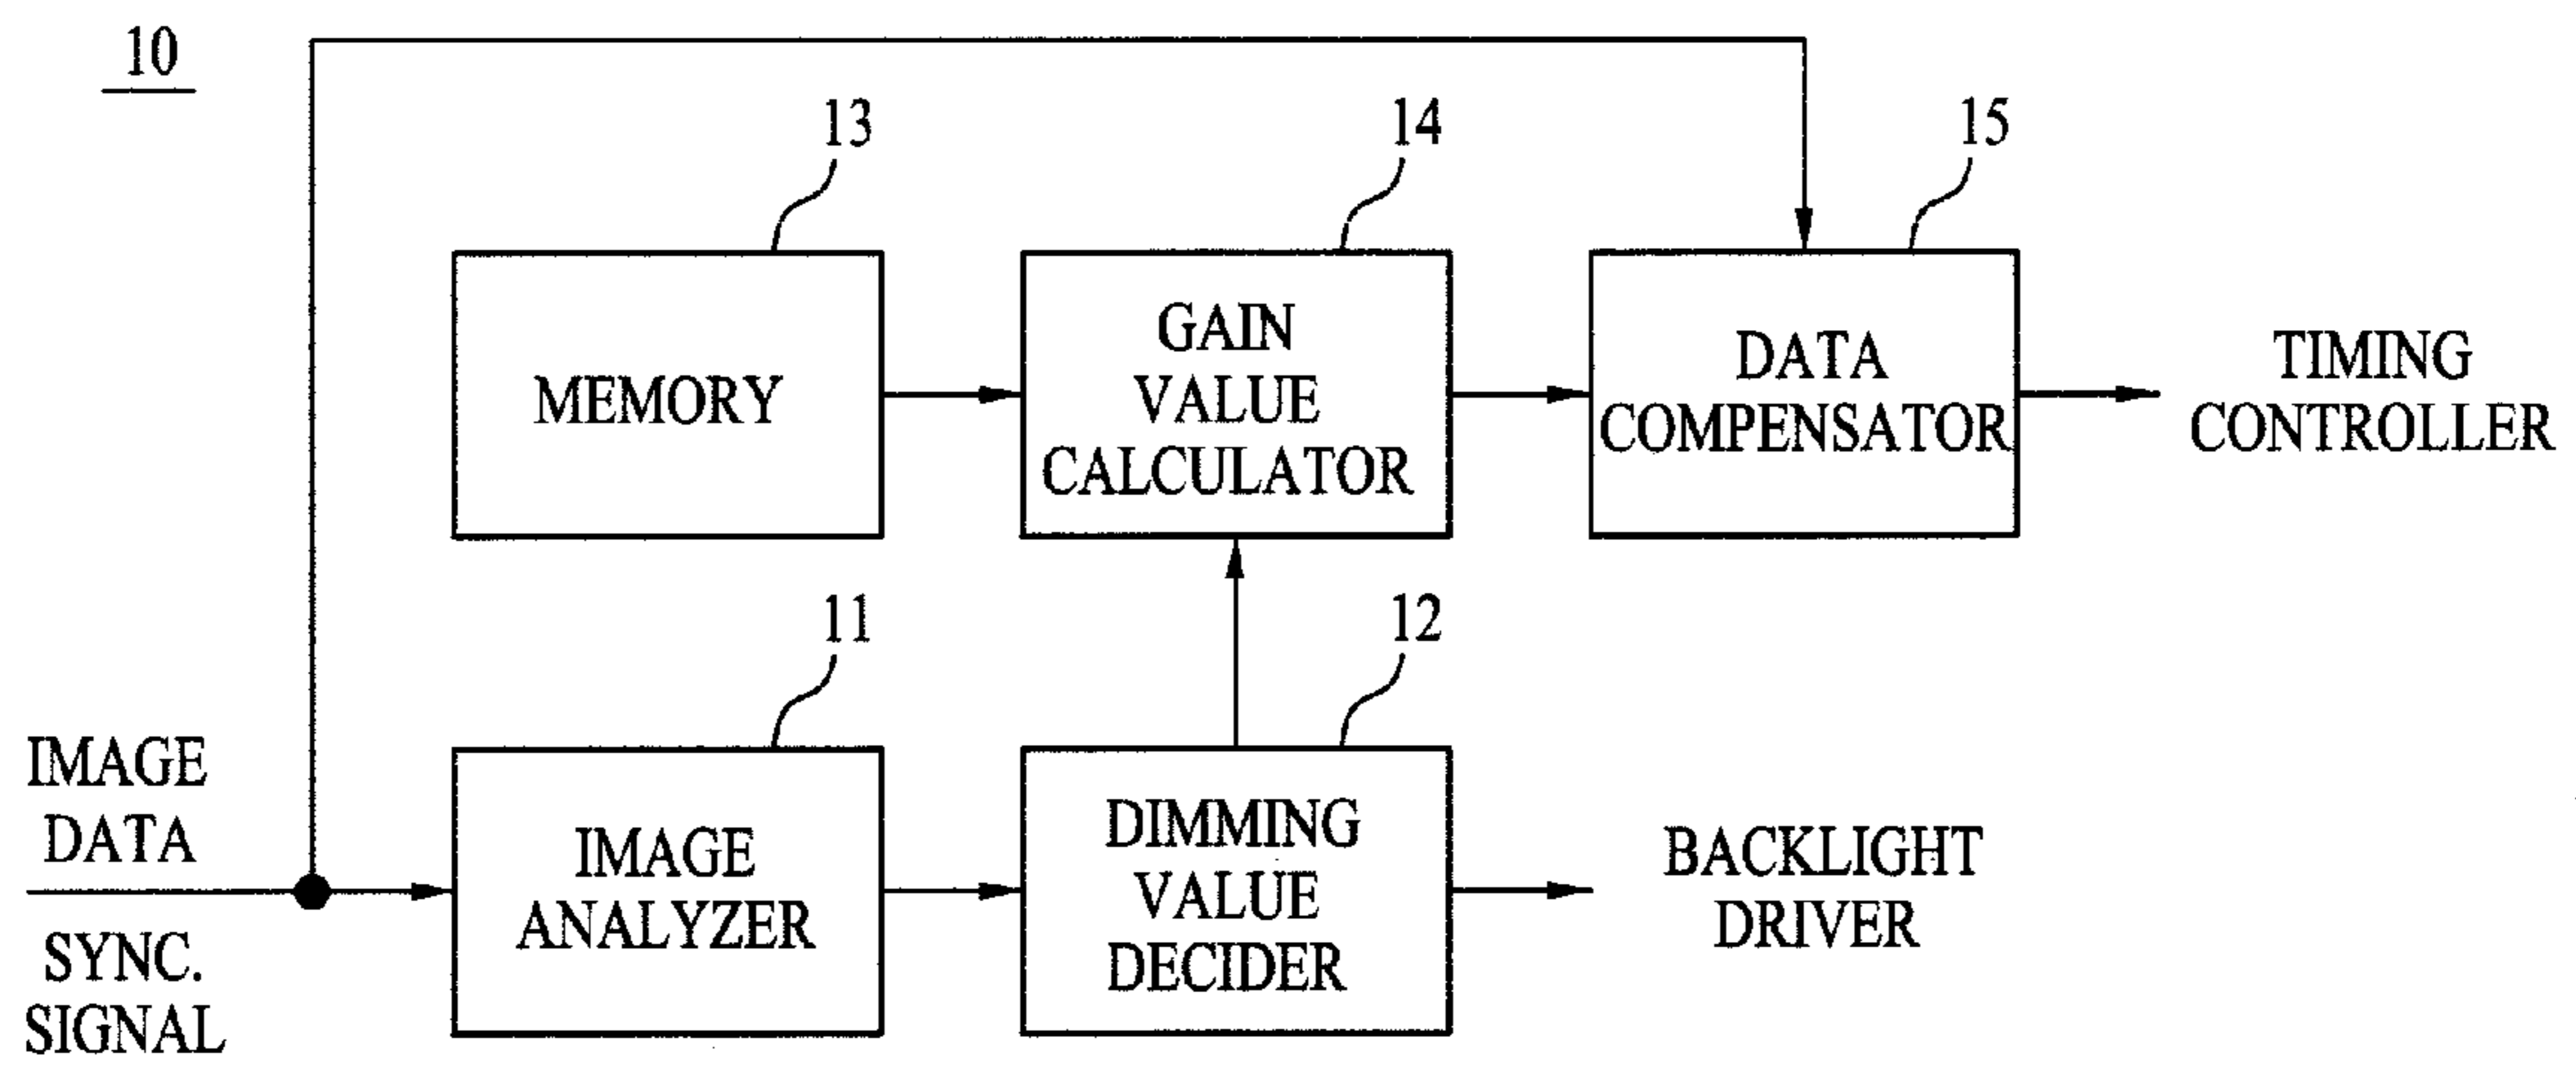 10
13
14
15
MEMORY
GAIN
VALUE
CALCULATOR
DATA
COMPENSATOR
TIMING
CONTROLLER
11
12
IMAGE
DATA
SYNC.
SIGNAL
IMAGE
ANALYZER
DIMMING
VALUE
DECIDER
BACKLIGHT
DRIVER